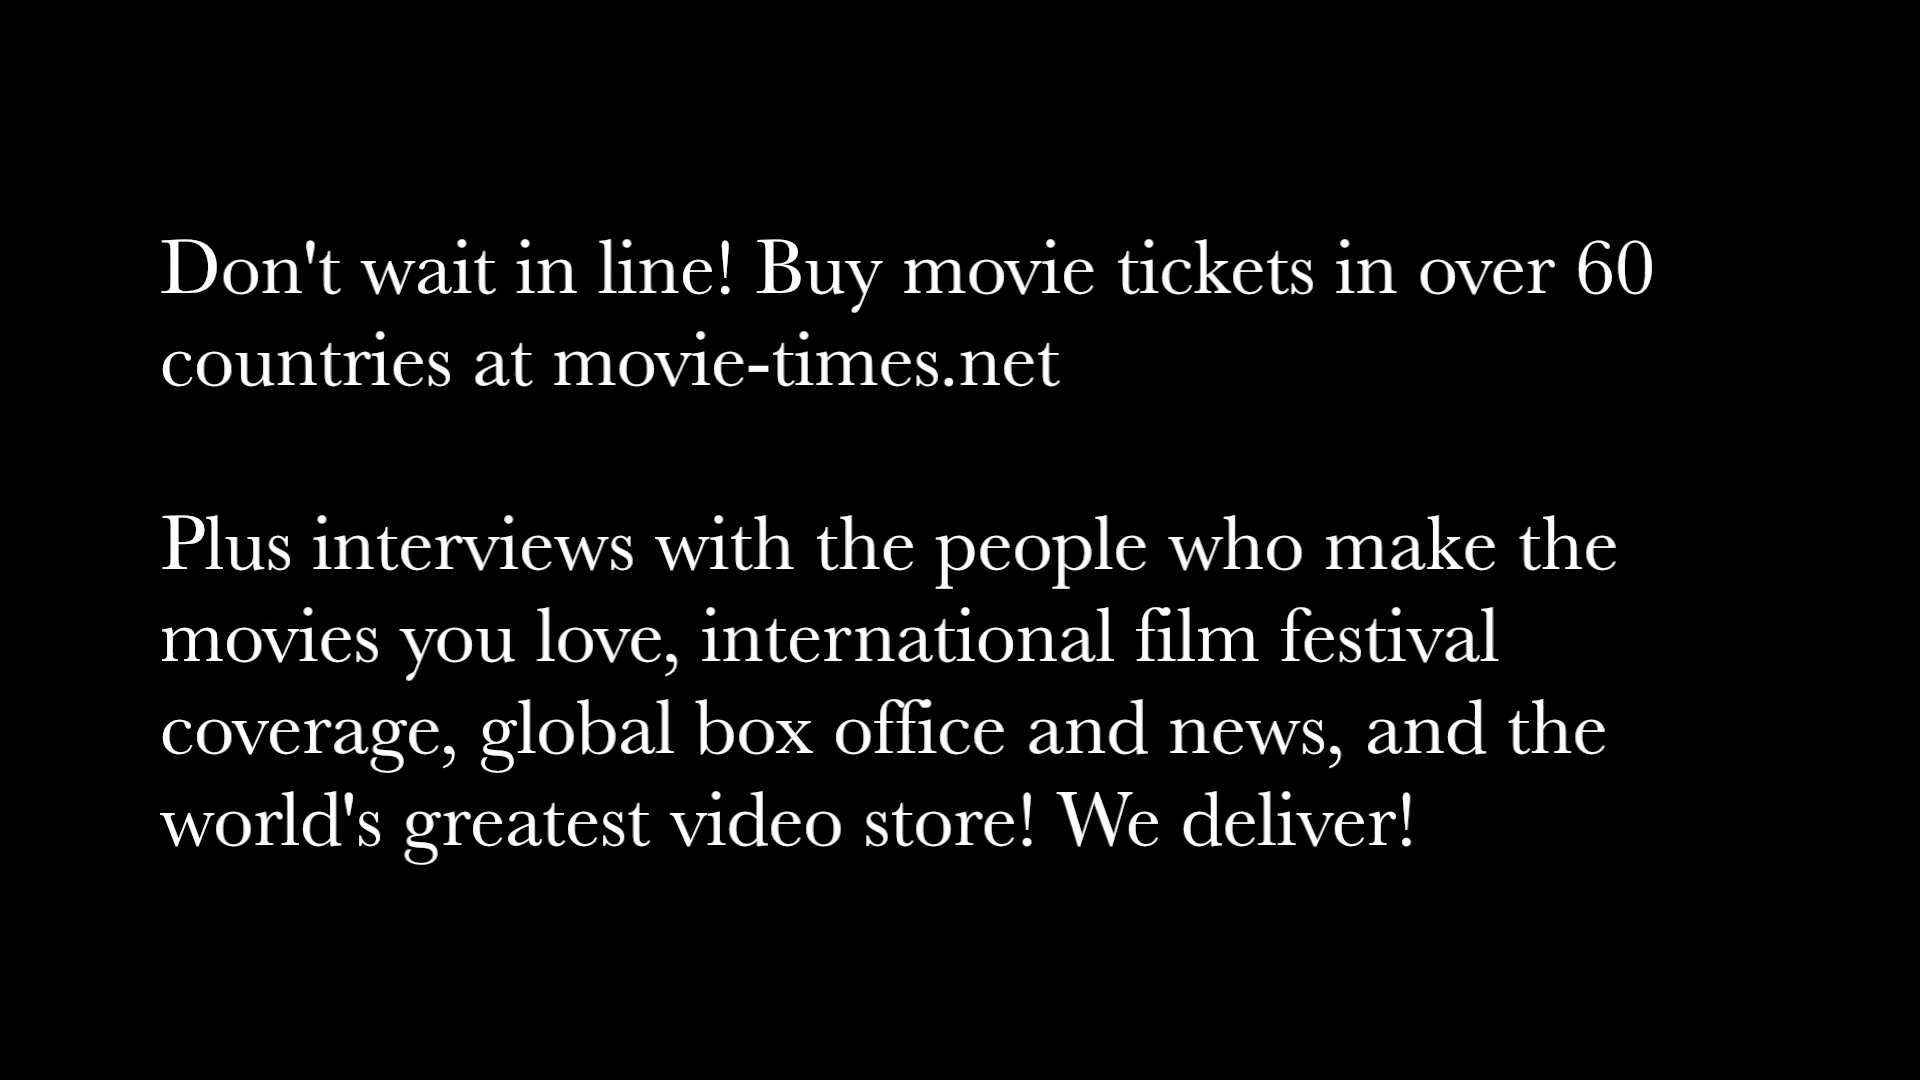 Don't wait in line! Buy movie tickets in over 60
countries at movie-times.net
Plus interviews with the people who make the
movies you love, international film festival
coverage, global box office and news, and the
world's greatest video store! We deliver!